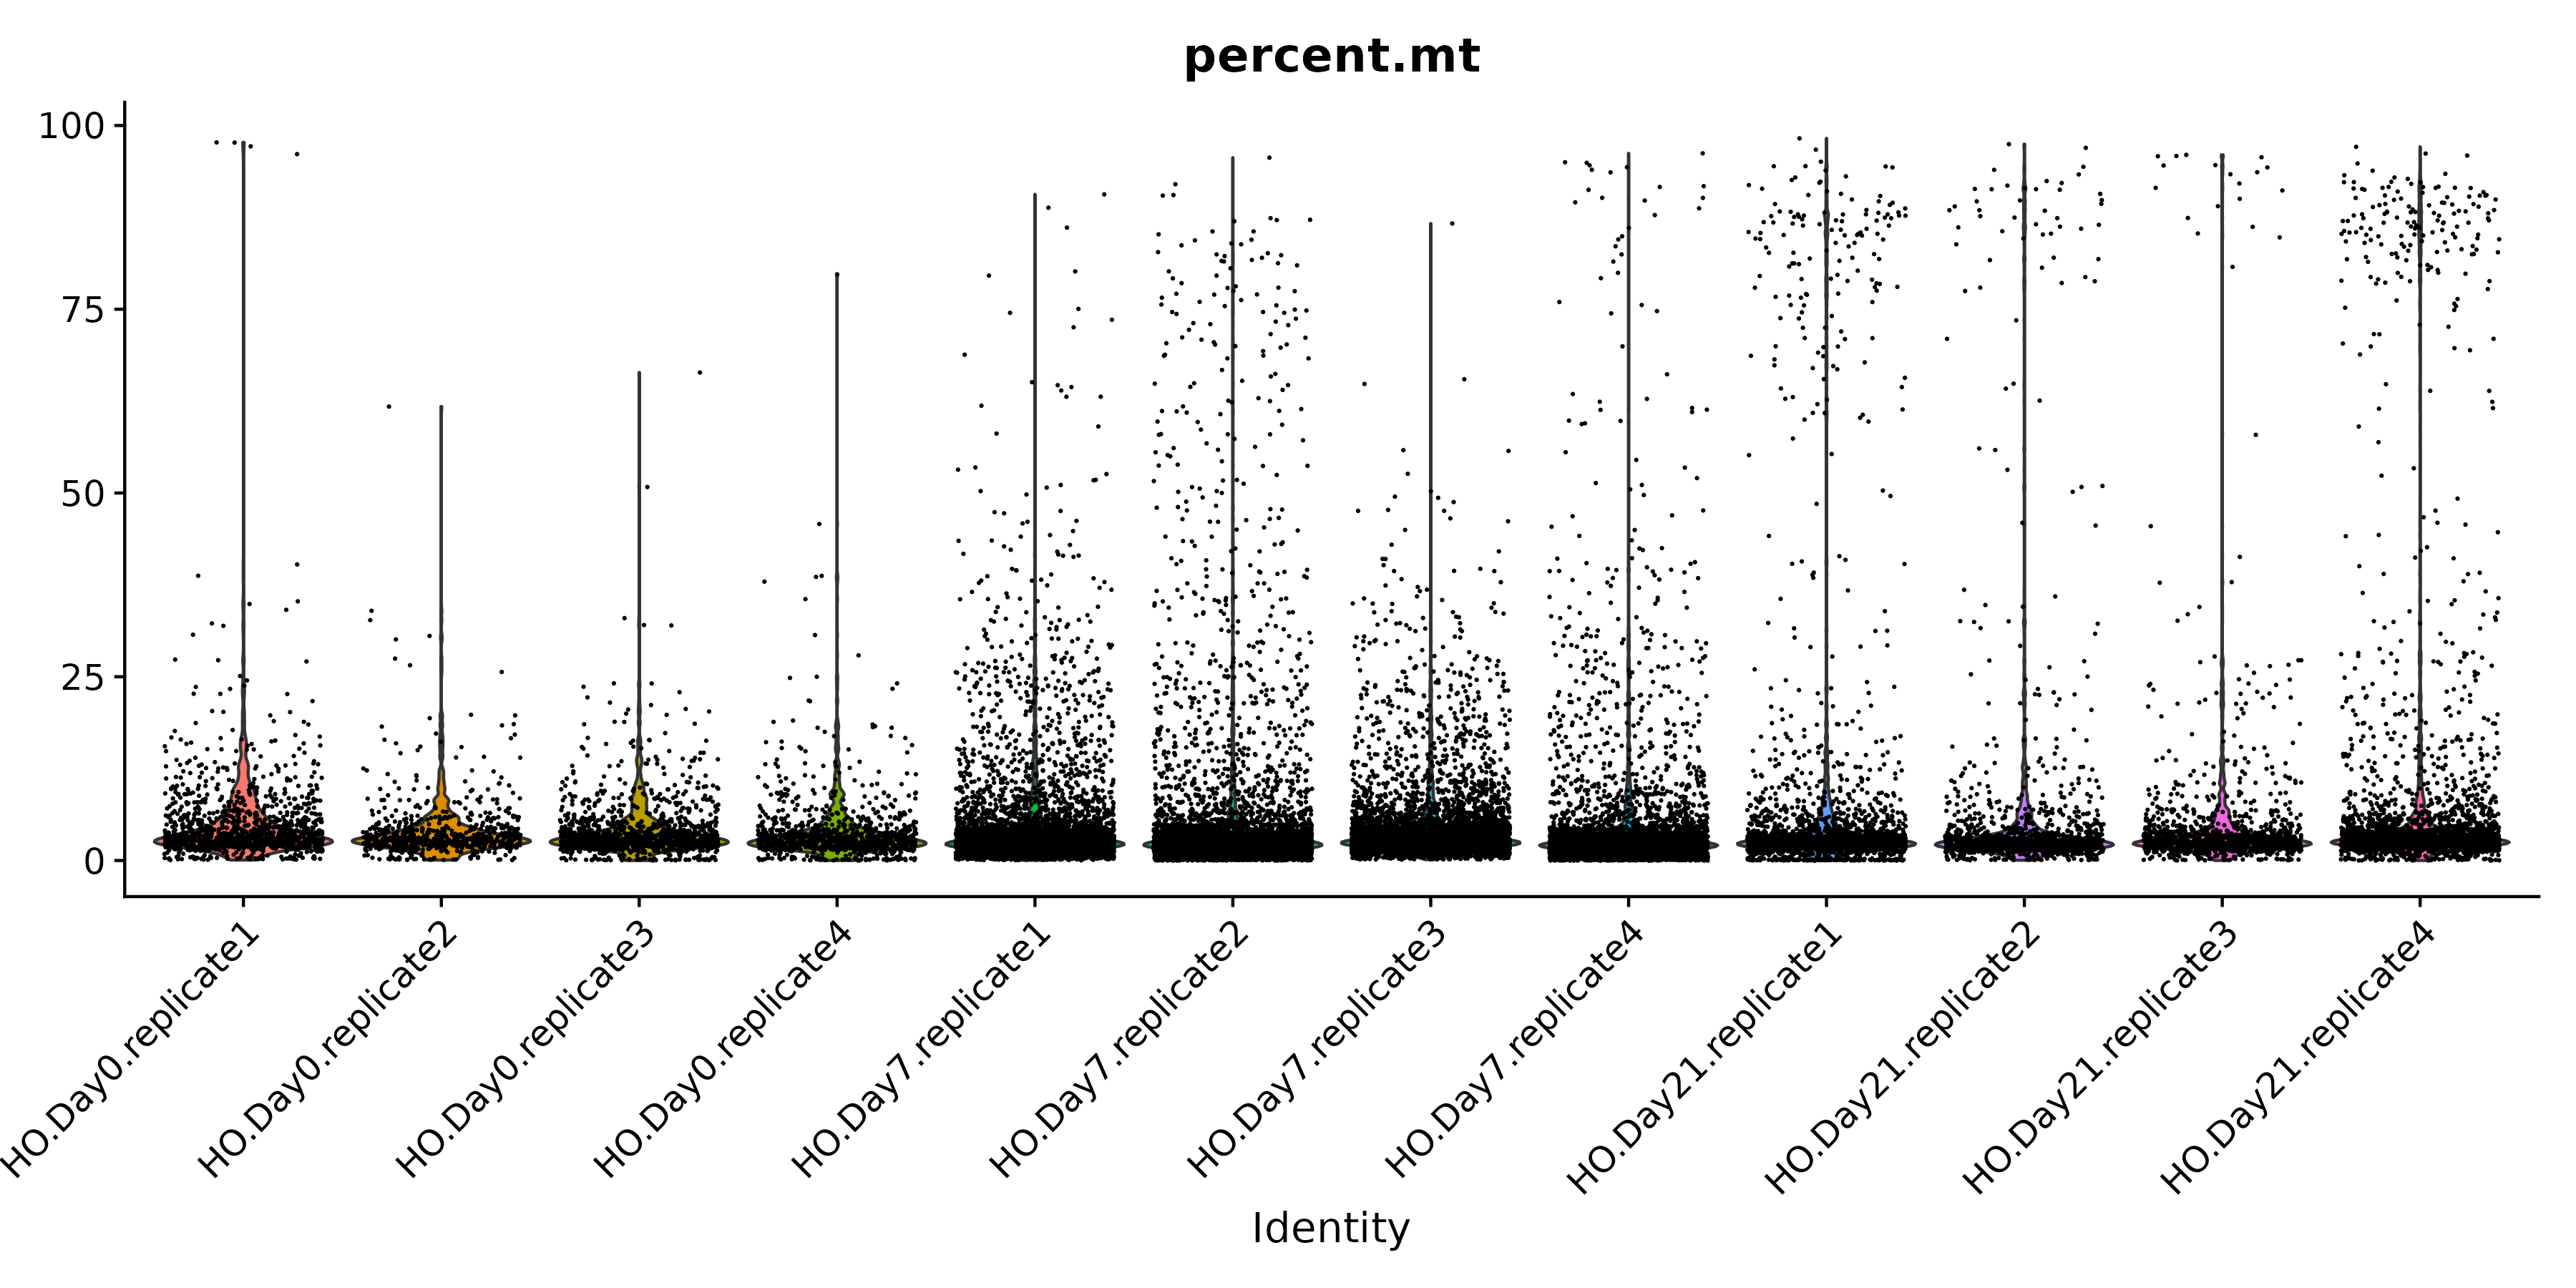 percent.mt
100
75
50
25
0
HO.Day0.replicate1
HO.Day0.replicate2
HO.Day0.replicate3
HO.Day0.replicate4
HO.Day7.replicate1
HO.Day7.replicate2
HO.Day7.replicate3
HO.Day7.replicate4
HO.Day21.replicate1
HO.Day21.replicate2
HO.Day21.replicate3
HO.Day21.replicate4
Identity